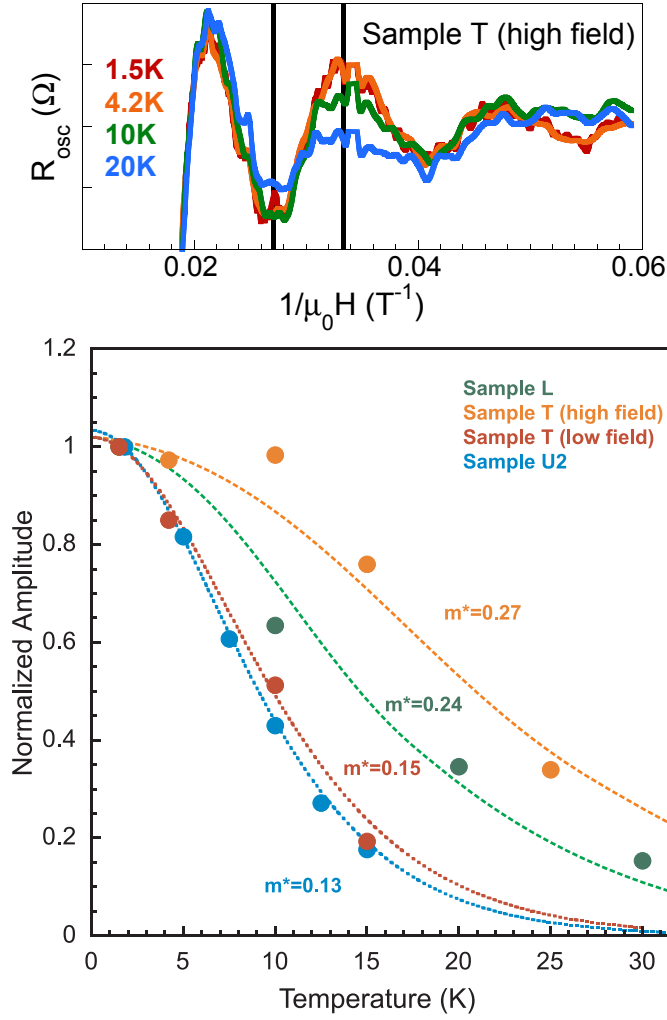 Sample T (high field)
1.5K
4.2K
10K
20K
R_osc (Ω)
0.02 0.04 0.06
1/μ₀H (T⁻¹)
1.2
Sample L
Sample T (high field)
Sample T (low field)
Sample U2
1
0.8
m*=0.27
0.6
m*=0.24
0.4
m*=0.15
0.2
m*=0.13
0
0 5 10 15 20 25 30
Normalized Amplitude
Temperature (K)